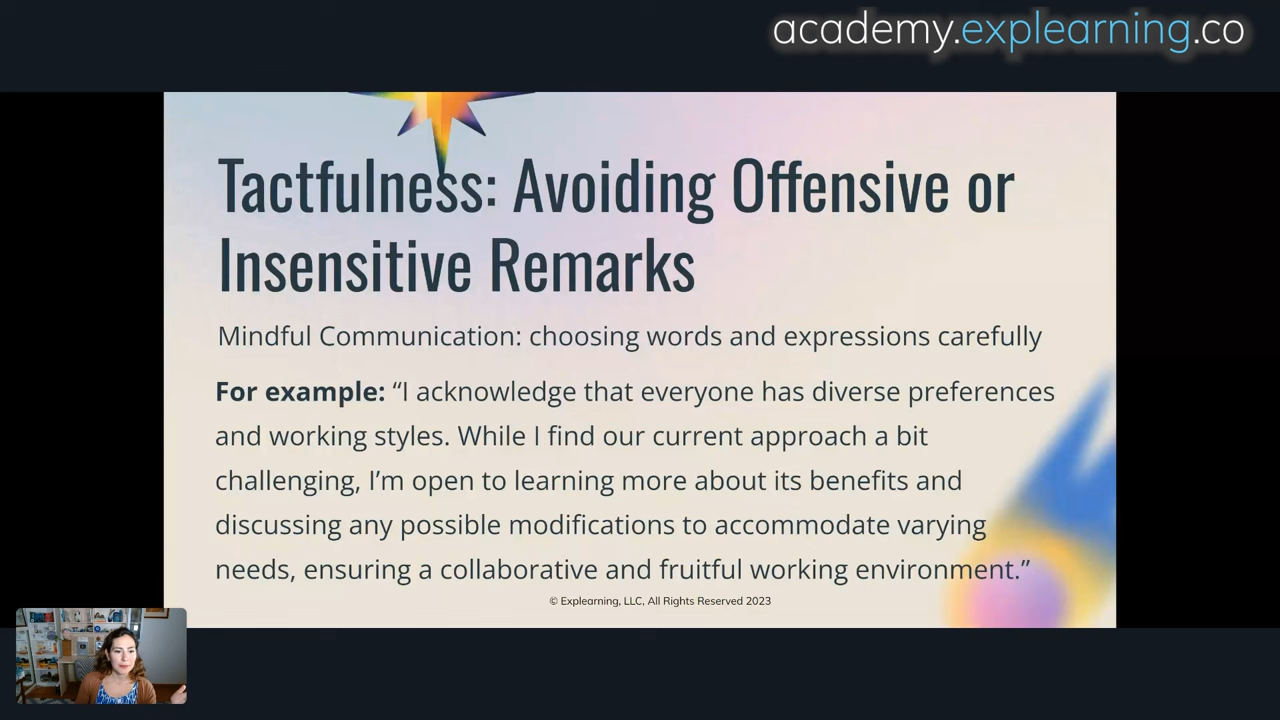 academy.explearning.co
Tactfulness: Avoiding Offensive or
Insensitive Remarks
Mindful Communication: choosing words and expressions carefully
For example: “I acknowledge that everyone has diverse preferences
and working styles. While I find our current approach a bit
challenging, I’m open to learning more about its benefits and
discussing any possible modifications to accommodate varying
needs, ensuring a collaborative and fruitful working environment.”
© Explearning, LLC, All Rights Reserved 2023